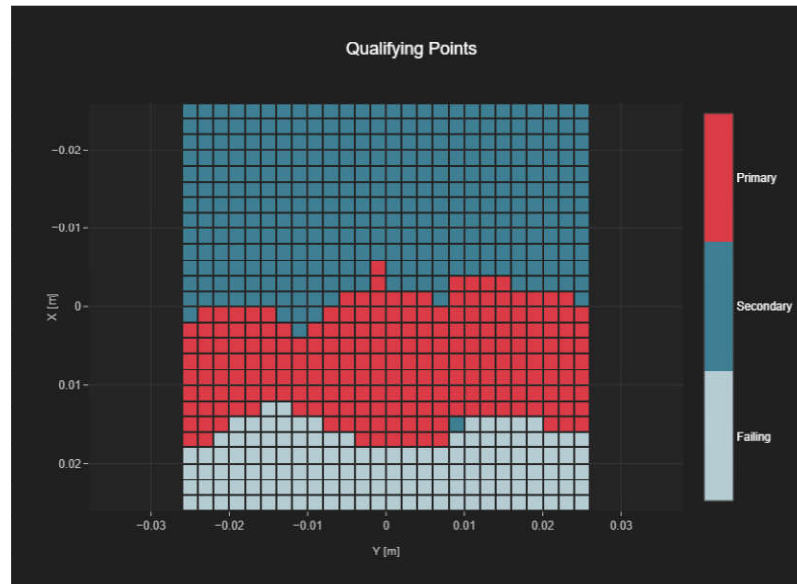 Qualifying Points
−0.02
−0.01
0
0.01
0.02
X [m]
−0.03
−0.02
−0.01
0
0.01
0.02
0.03
Y [m]
Primary
Secondary
Failing